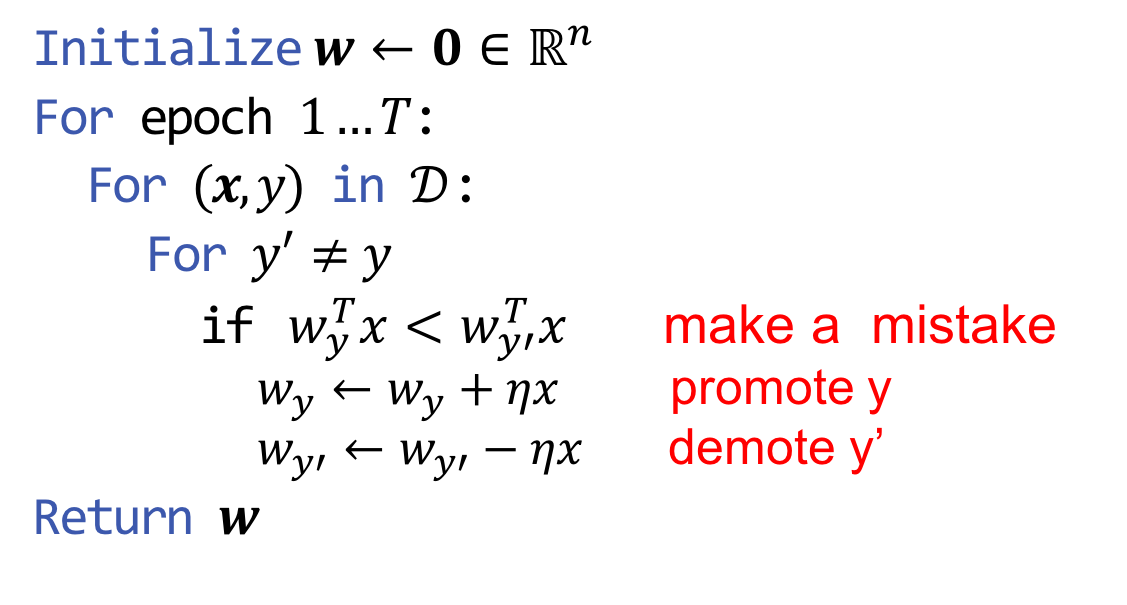 Initialize 𝒘 ← 𝟎 ∈ ℝⁿ
For epoch 1 … T:
For (𝒙, y) in 𝒟:
For y′ ≠ y
if w_y^T x < w_{y′}^T x make a mistake
w_y ← w_y + ηx promote y
w_{y′} ← w_{y′} − ηx demote y’
Return 𝒘